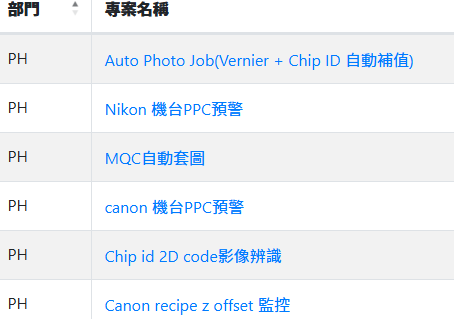 部門 專案名稱
PH Auto Photo Job(Vernier + Chip ID 自動補值)
PH Nikon 機台PPC預警
PH MQC自動套圖
PH canon 機台PPC預警
PH Chip id 2D code影像辨識
PH Canon recipe z offset 監控